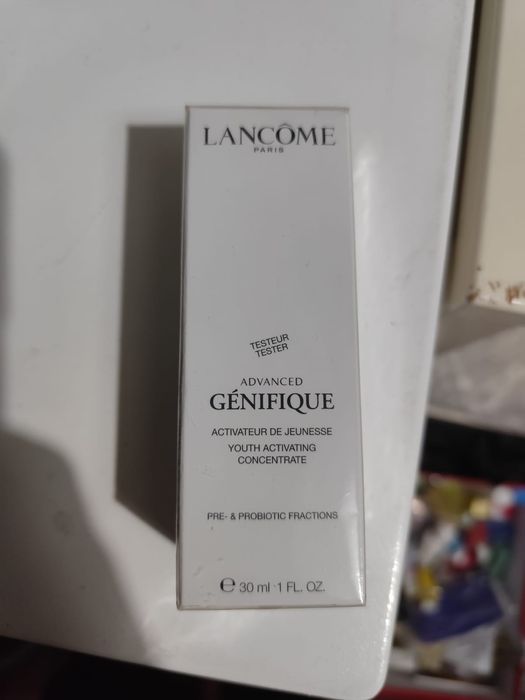 LANCÔME
PARIS
TESTEUR
TESTER
ADVANCED
GÉNIFIQUE
ACTIVATEUR DE JEUNESSE
YOUTH ACTIVATING
CONCENTRATE
PRE- & PROBIOTIC FRACTIONS
℮ 30 ml 1 FL. OZ.